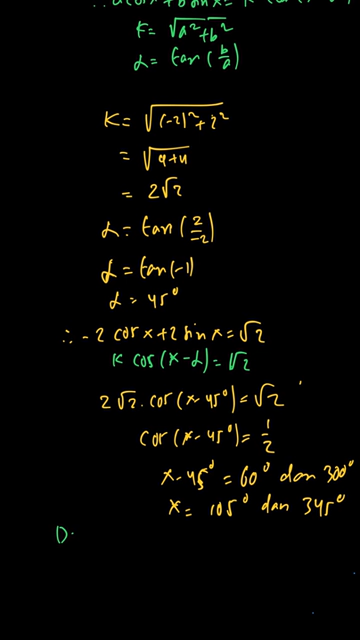 K = √a²+b²
α = tan (b/a)
K = √(-2)²+2²
= √4+4
= 2√2
α = tan (2/-2)
α = tan (-1)
α = 45°
∴ -2 cos x + 2 sin x = √2
K cos (x - α) = √2
2√2 . cos (x - 45°) = √2
cos (x - 45°) = 1/2
x - 45° = 60° dan 300°
x = 105° dan 345°
D.